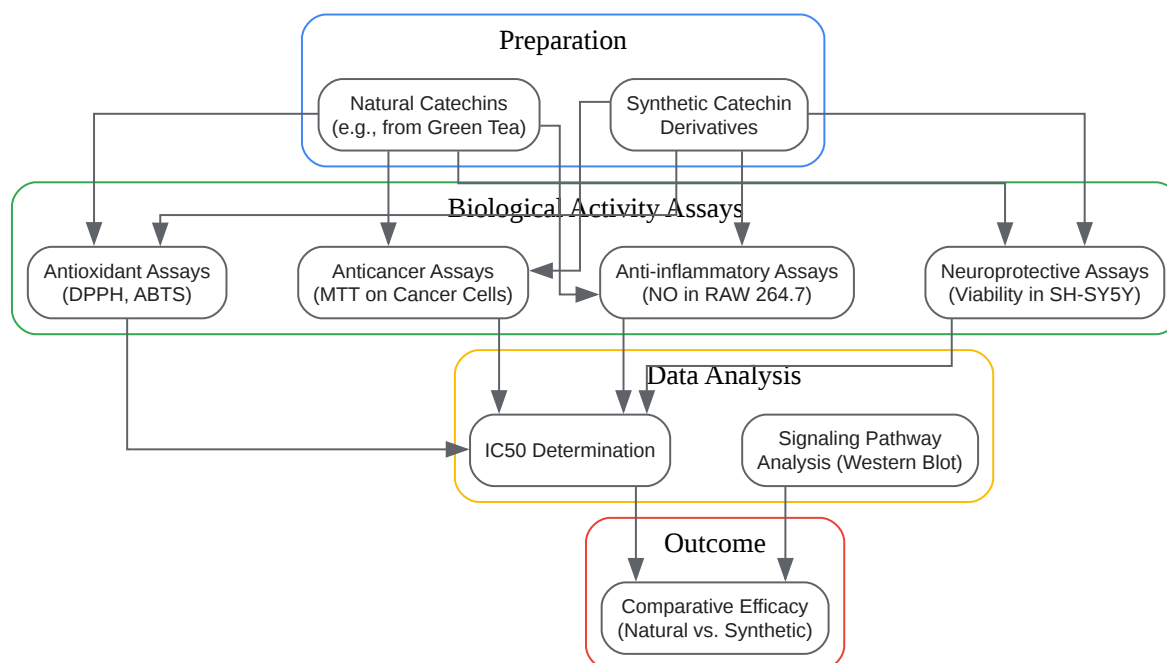 Preparation
Natural Catechins
(e.g., from Green Tea)
Synthetic Catechin
Derivatives
Biological Activity Assays
Antioxidant Assays
(DPPH, ABTS)
Anticancer Assays
(MTT on Cancer Cells)
Anti-inflammatory Assays
(NO in RAW 264.7)
Neuroprotective Assays
(Viability in SH-SY5Y)
Data Analysis
IC50 Determination
Signaling Pathway
Analysis (Western Blot)
Outcome
Comparative Efficacy
(Natural vs. Synthetic)